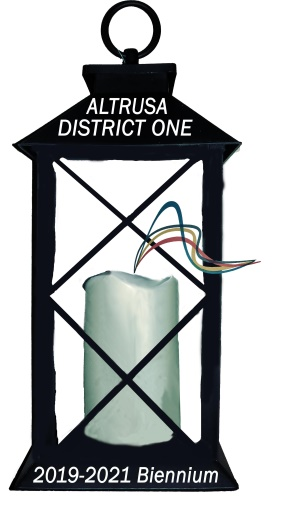 ALTRUSA
DISTRICT ONE
2019-2021 Biennium